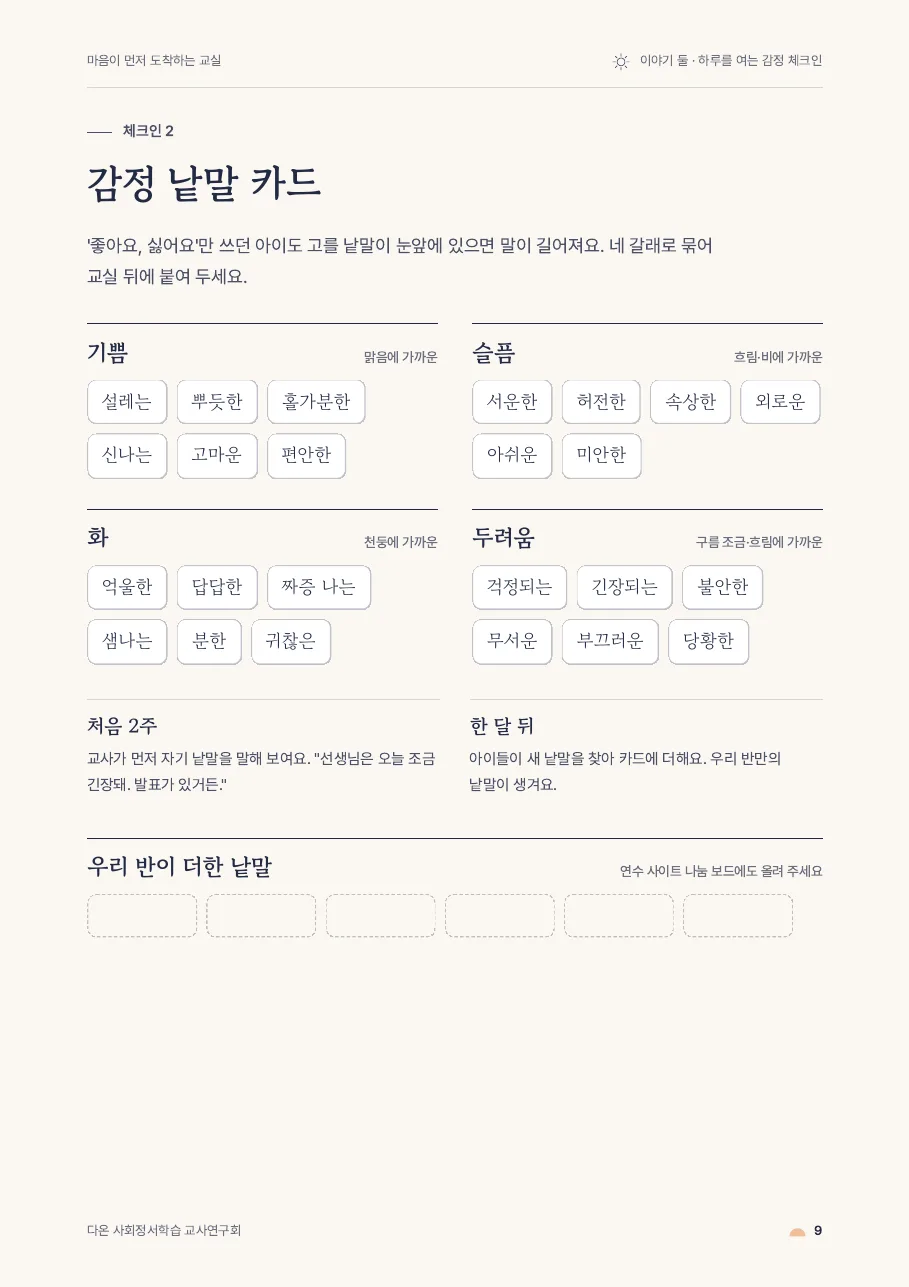 마음이 먼저 도착하는 교실
이야기 둘 · 하루를 여는 감정 체크인
체크인 2
감정 낱말 카드
'좋아요, 싫어요'만 쓰던 아이도 고를 낱말이 눈앞에 있으면 말이 길어져요. 네 갈래로 묶어
교실 뒤에 붙여 두세요.
기쁨
맑음에 가까운
설레는 뿌듯한 홀가분한
신나는 고마운 편안한
슬픔
흐림·비에 가까운
서운한 허전한 속상한 외로운
아쉬운 미안한
화
천둥에 가까운
억울한 답답한 짜증 나는
샘나는 분한 귀찮은
두려움
구름 조금·흐림에 가까운
걱정되는 긴장되는 불안한
무서운 부끄러운 당황한
처음 2주
교사가 먼저 자기 낱말을 말해 보여요. "선생님은 오늘 조금
긴장돼. 발표가 있거든."
한 달 뒤
아이들이 새 낱말을 찾아 카드에 더해요. 우리 반만의
낱말이 생겨요.
우리 반이 더한 낱말
연수 사이트 나눔 보드에도 올려 주세요
다온 사회정서학습 교사연구회
9